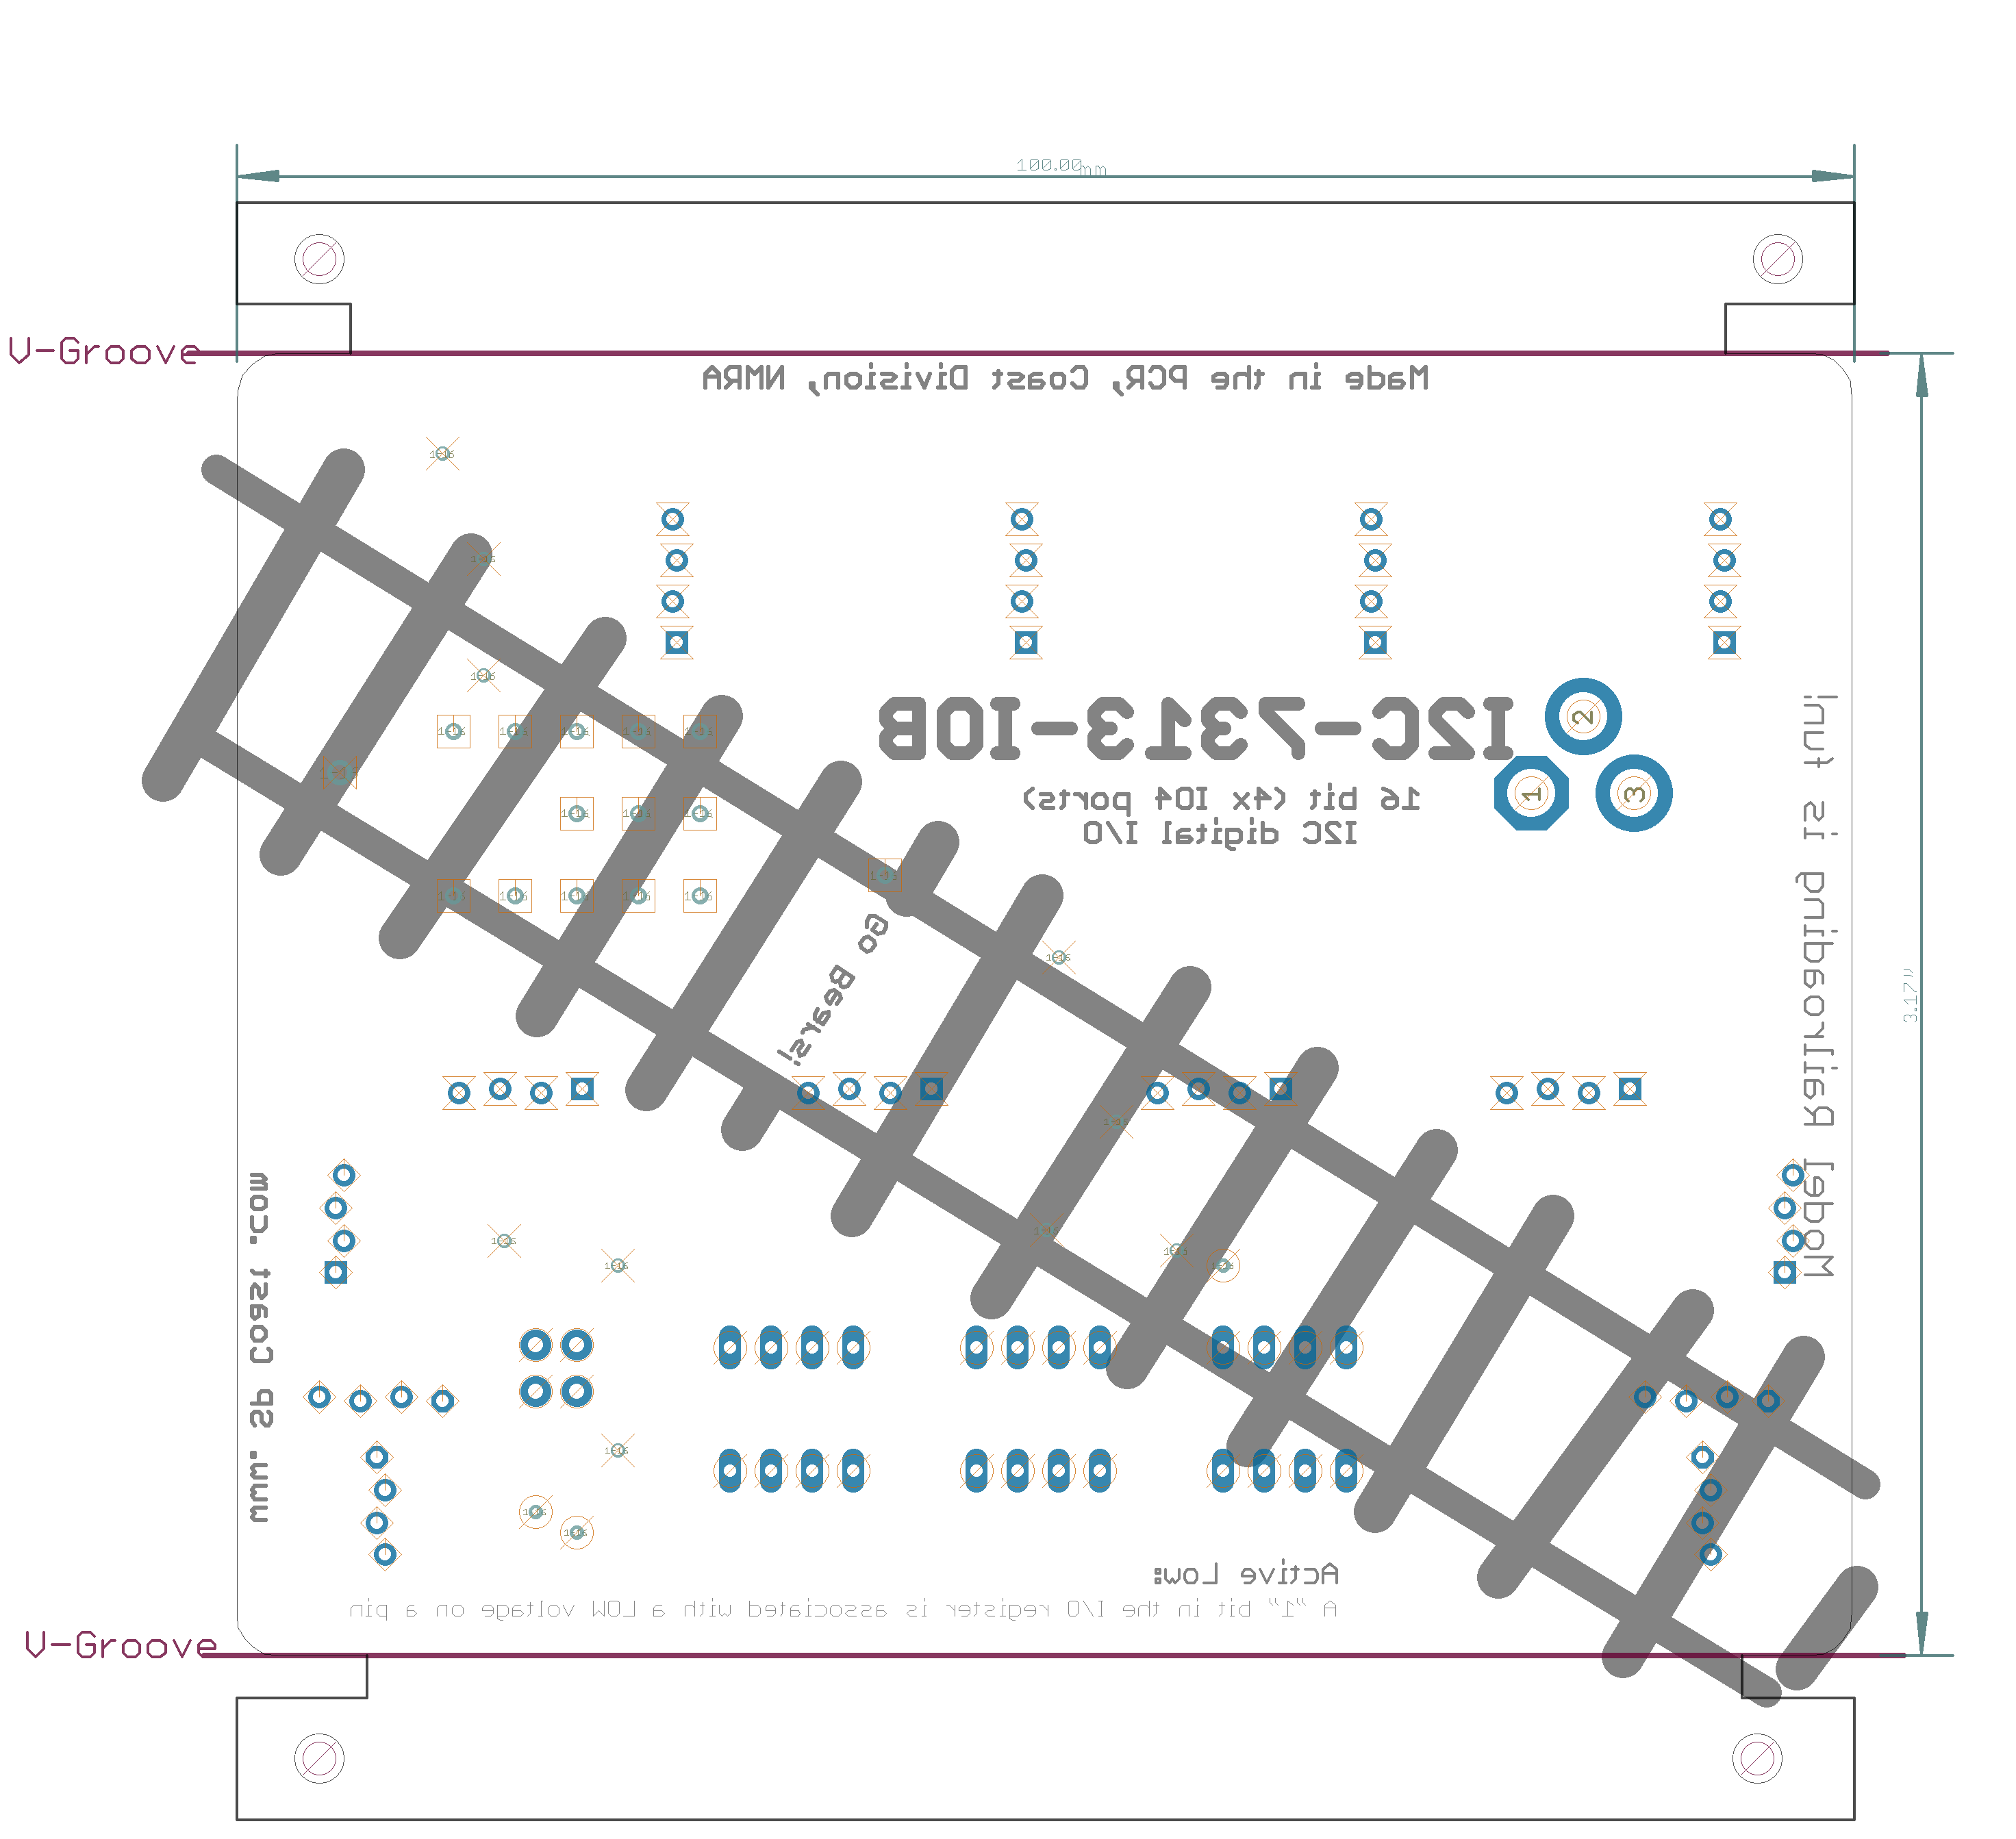 100.00mm
V-Groove
Made in the PCR, Coast Division, NMRA
I2C-7313-IOB
2
1
3
16 bit (4x IO4 ports)
I2C digital I/O
Go Bears!
Model Railroading is fun!
3.17"
www.SPCoast.com
Active Low:
A "1" bit in the I/O register is associated with a LOW voltage on a pin
V-Groove